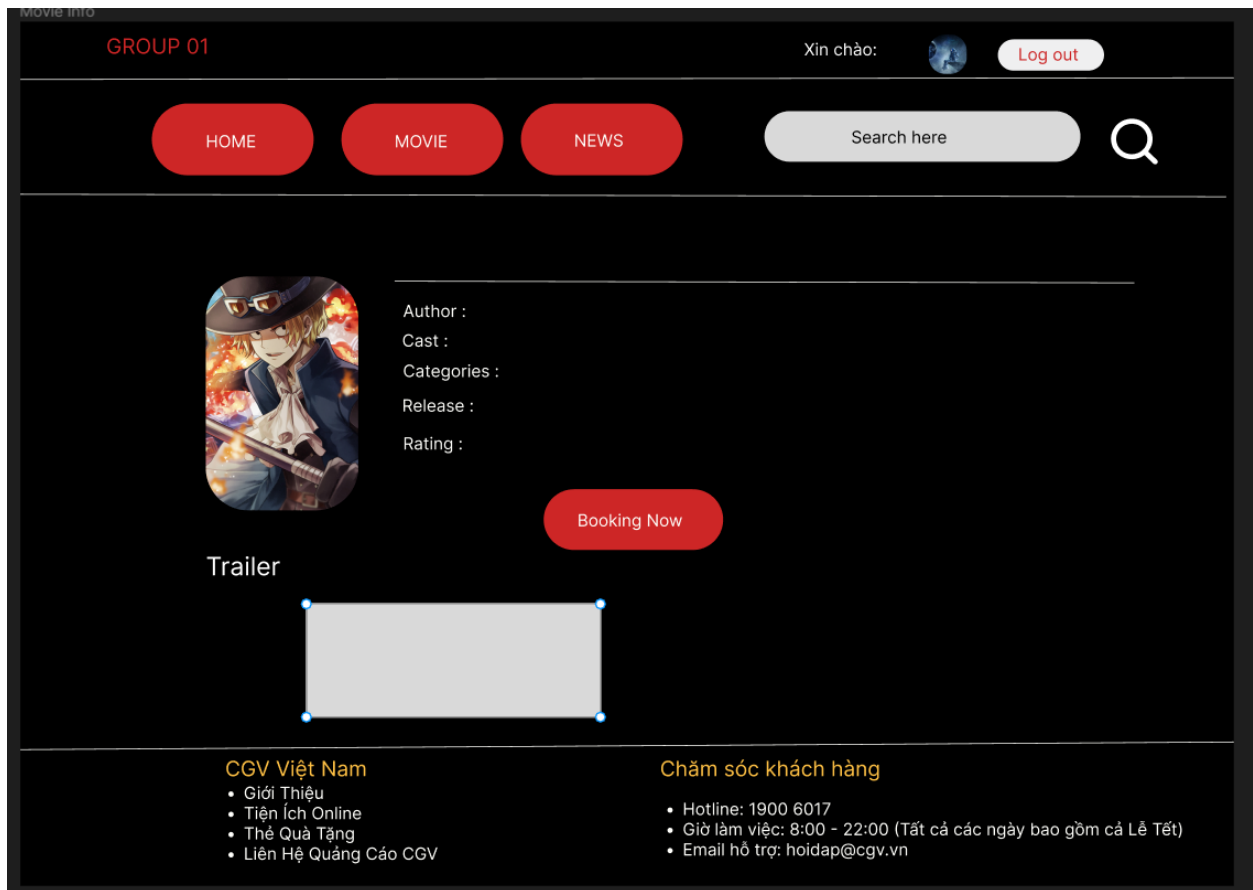 Movie Info
GROUP 01
Xin chào:
Log out
HOME
MOVIE
NEWS
Search here
Author :
Cast :
Categories :
Release :
Rating :
Booking Now
Trailer
CGV Việt Nam
• Giới Thiệu
• Tiện Ích Online
• Thẻ Quà Tặng
• Liên Hệ Quảng Cáo CGV
Chăm sóc khách hàng
• Hotline: 1900 6017
• Giờ làm việc: 8:00 - 22:00 (Tất cả các ngày bao gồm cả Lễ Tết)
• Email hỗ trợ: hoidap@cgv.vn